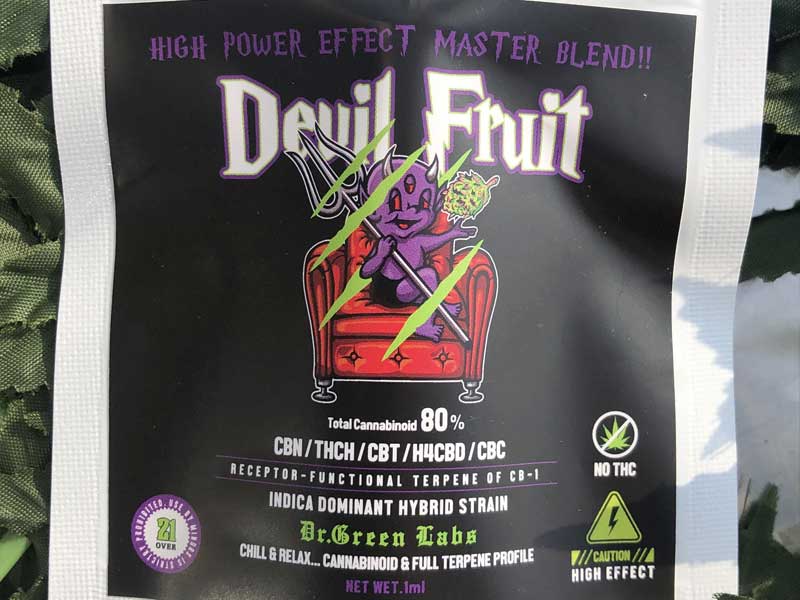 HIGH POWER EFFECT MASTER BLEND!!
Devil Fruit
Total Cannabinoid 80%
CBN / THCH / CBT / H4CBD / CBC
RECEPTOR-FUNCTIONAL TERPENE OF CB-1
INDICA DOMINANT HYBRID STRAIN
Dr.Green Labs
CHILL & RELAX... CANNABINOID & FULL TERPENE PROFILE
NET WET.1ml
21
OVER
NO THC
// CAUTION //
HIGH EFFECT